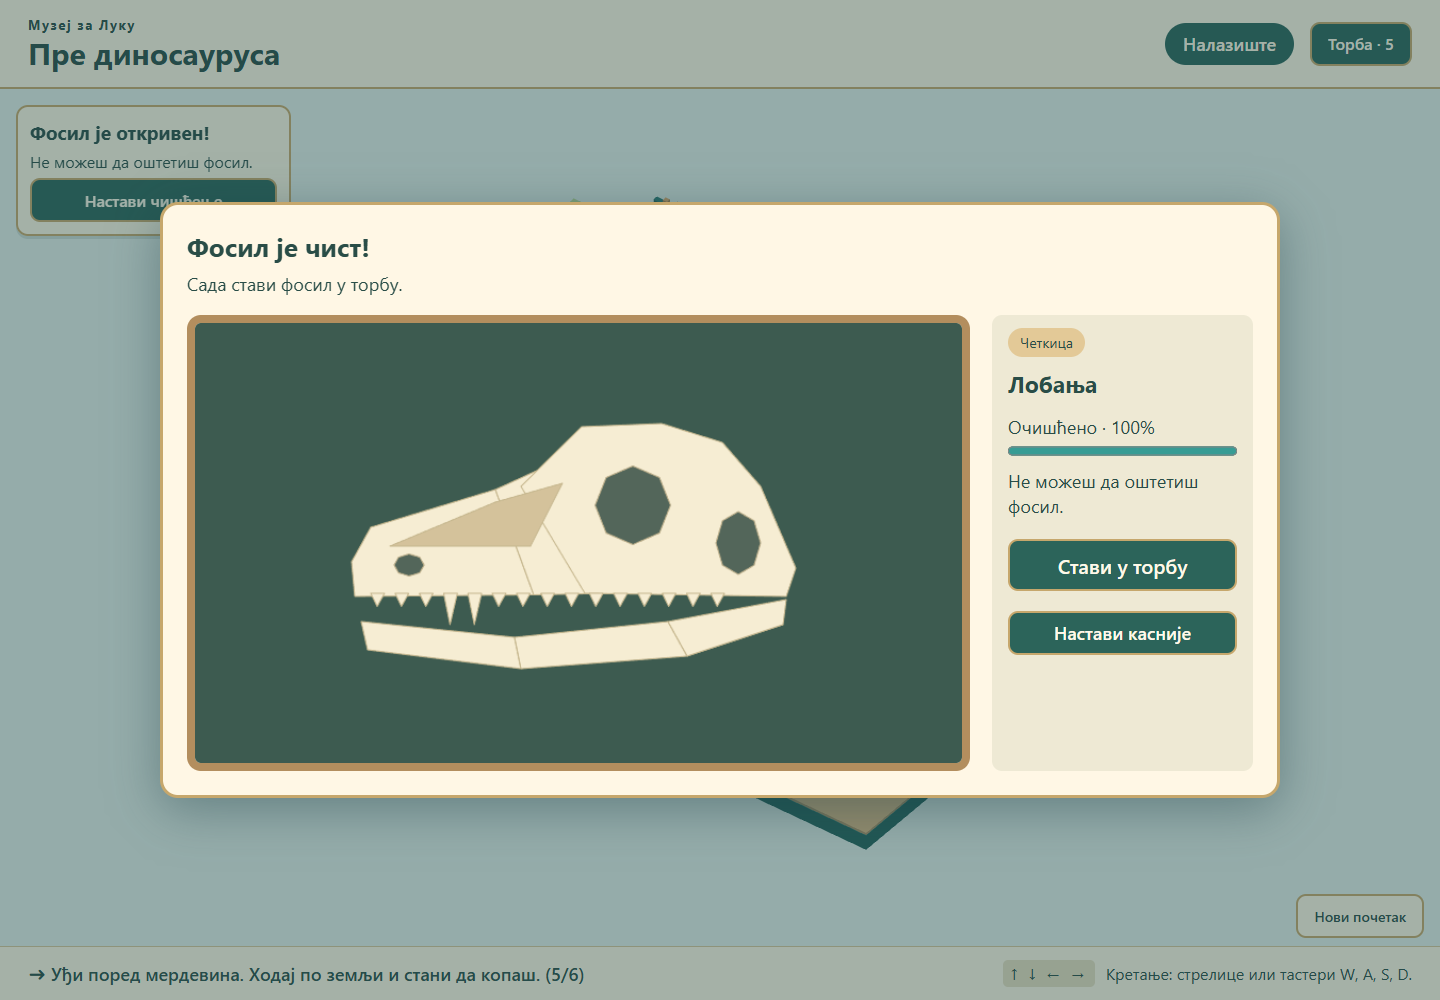 Музеј за Луку
Пре диносауруса
Налазиште
Торба · 5
Фосил је откривен!
Не можеш да оштетиш фосил.
Настави
Фосил је чист!
Сада стави фосил у торбу.
Четкица
Лобања
Очишћено · 100%
Не можеш да оштетиш
фосил.
Стави у торбу
Настави касније
Нови почетак
→ Уђи поред мердевина. Ходај по земљи и стани да копаш. (5/6)
↑ ↓ ← → Кретање: стрелице или тастери W, A, S, D.